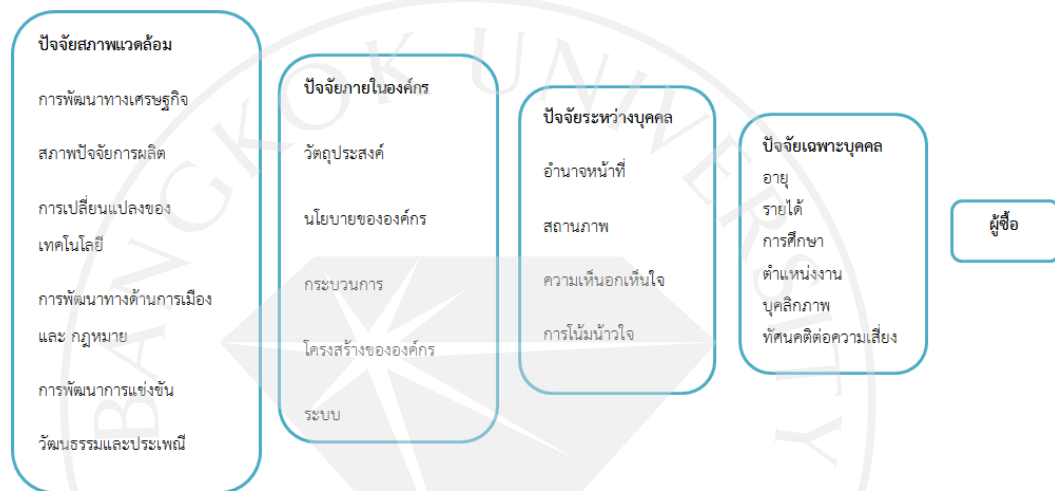 ปัจจัยสภาพแวดล้อม
การพัฒนาทางเศรษฐกิจ
สภาพปัจจัยการผลิต
การเปลี่ยนแปลงของ
เทคโนโลยี
การพัฒนาทางด้านการเมือง
และ กฎหมาย
การพัฒนาการแข่งขัน
วัฒนธรรมและประเพณี
ปัจจัยภายในองค์กร
วัตถุประสงค์
นโยบายขององค์กร
กระบวนการ
โครงสร้างขององค์กร
ระบบ
ปัจจัยระหว่างบุคคล
อำนาจหน้าที่
สถานภาพ
ความเห็นอกเห็นใจ
การโน้มน้าวใจ
ปัจจัยเฉพาะบุคคล
อายุ
รายได้
การศึกษา
ตำแหน่งงาน
บุคลิกภาพ
ทัศนคติต่อความเสี่ยง
ผู้ซื้อ
BANGKOK UNIVERSITY